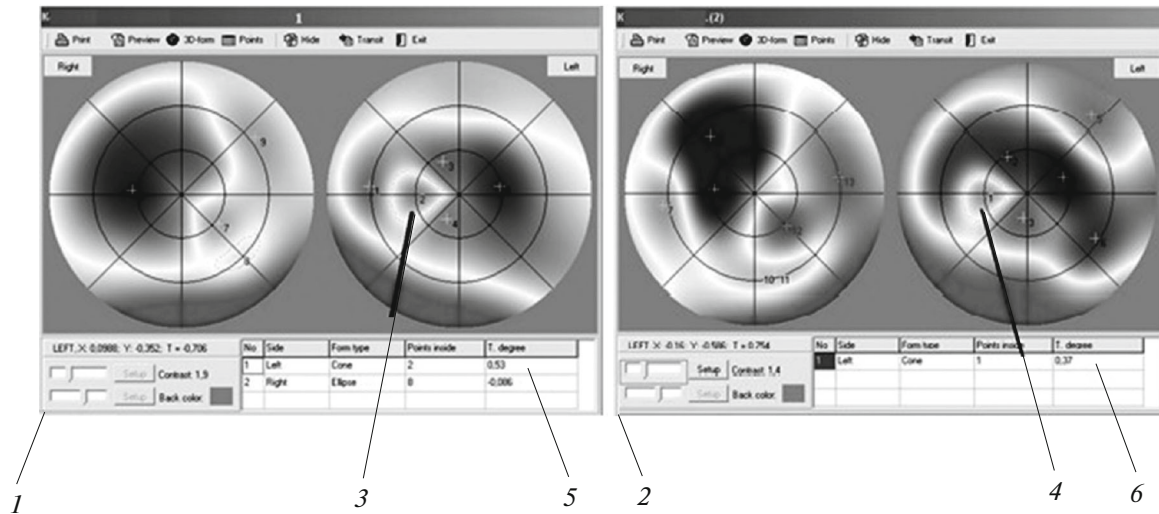 K 1
Print Preview 3D-form Points Hide Transit Exit
Right Left
9
3
1
2
7
4
LEFT, X: 0,0988; Y: -0,352; T = -0,706
No Side Form type Points inside T. degree
1 Left Cone 2 0,53
2 Right Ellipse 8 -0,086
Setup Contrast: 1,9
Setup Back color:
K .(2)
Print Preview 3D-form Points Hide Transit Exit
Right Left
13
7
12
10 11
1
LEFT, X: -0,16; Y: -0,586; T = 0,754
No Side Form type Points inside T. degree
1 Left Cone 1 0,37
Setup Contrast: 1,4
Setup Back color:
1 3 5 2 4 6